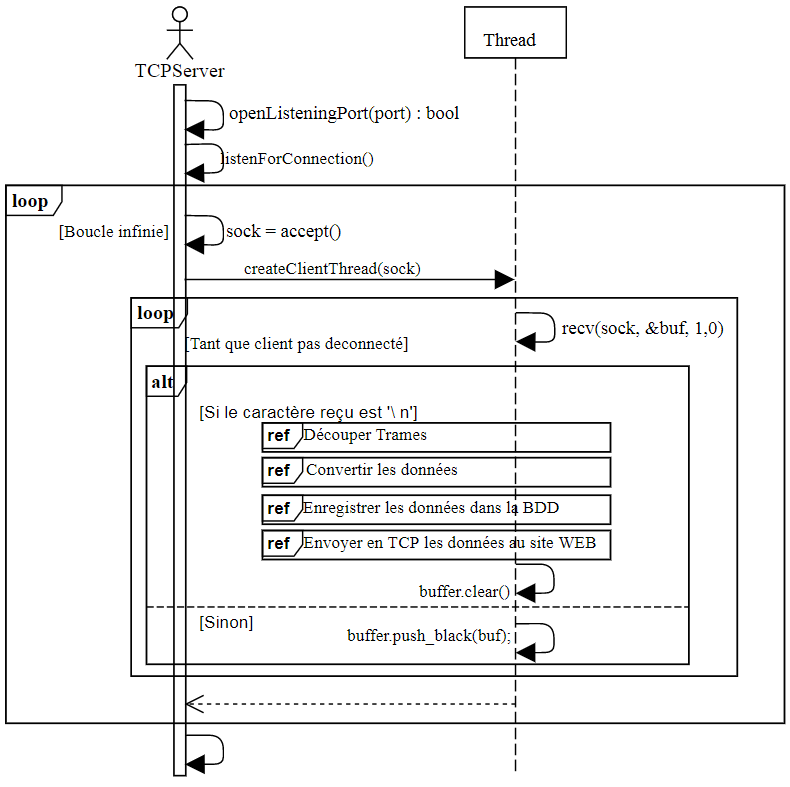 Thread
TCPServer
openListeningPort(port) : bool
listenForConnection()
loop
[Boucle infinie]
sock = accept()
createClientThread(sock)
loop
recv(sock, &buf, 1,0)
[Tant que client pas deconnecté]
alt
[Si le caractère reçu est '\ n']
ref Découper Trames
ref Convertir les données
ref Enregistrer les données dans la BDD
ref Envoyer en TCP les données au site WEB
buffer.clear()
[Sinon]
buffer.push_black(buf);